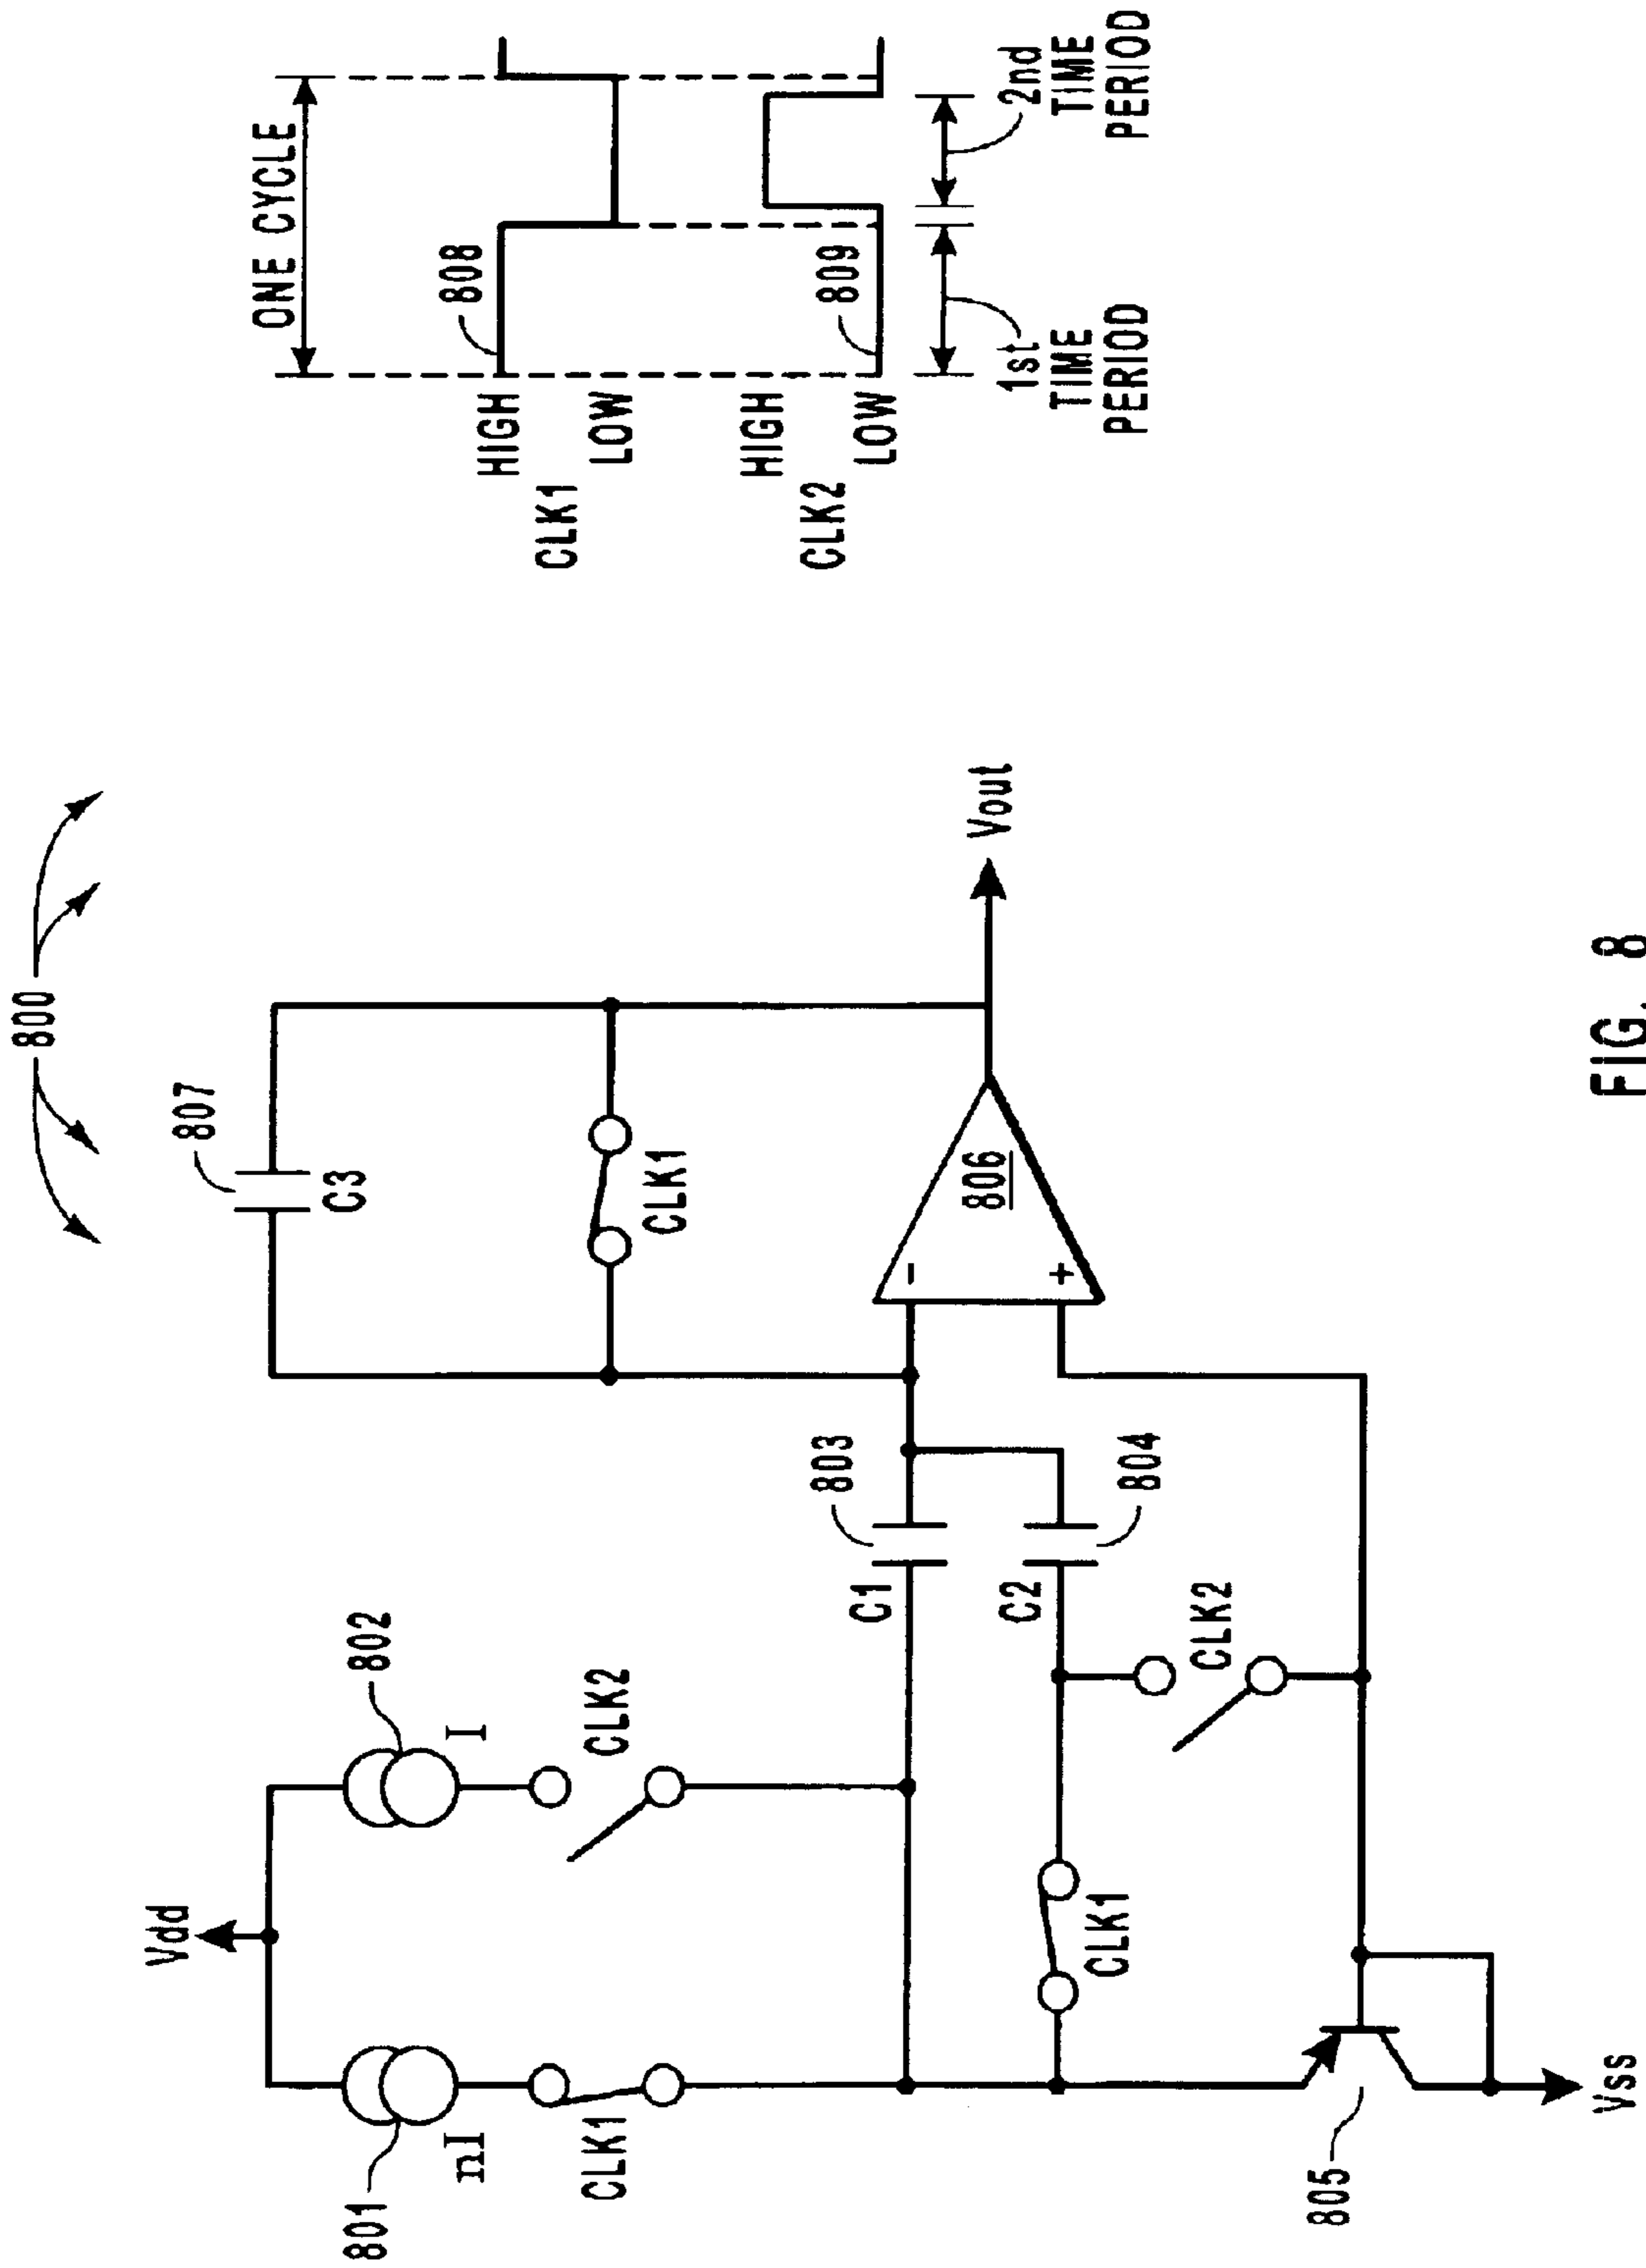 800
Vdd
801
nI
802
I
CLK1
CLK2
C1
803
C2
804
CLK1
CLK2
805
Vss
807
C3
CLK1
-
+
806
Vout
ONE CYCLE
808
HIGH
LOW
CLK1
809
HIGH
LOW
CLK2
1st
TIME
PERIOD
2nd
TIME
PERIOD
FIG. 8